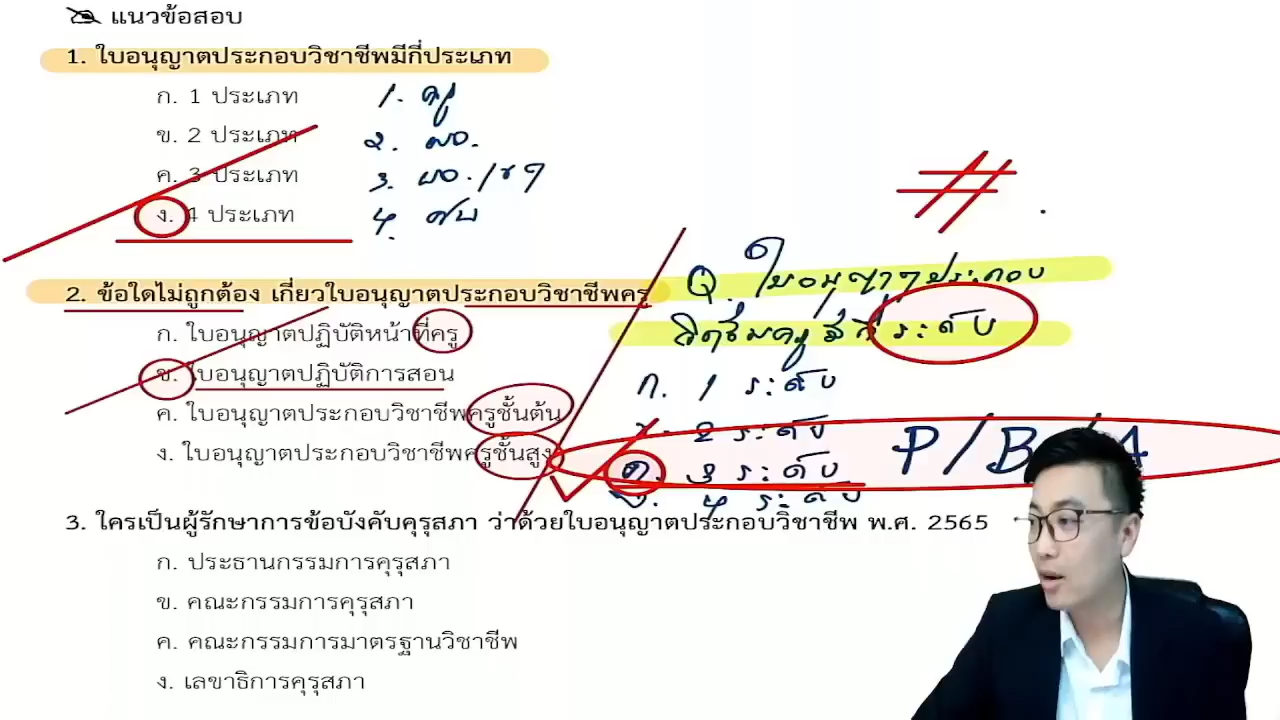 แนวข้อสอบ
1. ใบอนุญาตประกอบวิชาชีพมีกี่ประเภท
ก. 1 ประเภท
ข. 2 ประเภท
ค. 3 ประเภท
ง. 4 ประเภท
1. ครู
2. ผอ.
3.
4. ศน
2. ข้อใดไม่ถูกต้อง เกี่ยวใบอนุญาตประกอบวิชาชีพครู
ก. ใบอนุญาตปฏิบัติหน้าที่ครู
ข. ใบอนุญาตปฏิบัติการสอน
ค. ใบอนุญาตประกอบวิชาชีพครูชั้นต้น
ง. ใบอนุญาตประกอบวิชาชีพครูชั้นสูง
Q. ใบอนุญาตประกอบ
ระดับ
ก. 1 ระดับ
2 ระดับ
ค. 3 ระดับ
4 ระดับ
P/B/A
3. ใครเป็นผู้รักษาการข้อบังคับคุรุสภา ว่าด้วยใบอนุญาตประกอบวิชาชีพ พ.ศ. 2565
ก. ประธานกรรมการคุรุสภา
ข. คณะกรรมการคุรุสภา
ค. คณะกรรมการมาตรฐานวิชาชีพ
ง. เลขาธิการคุรุสภา